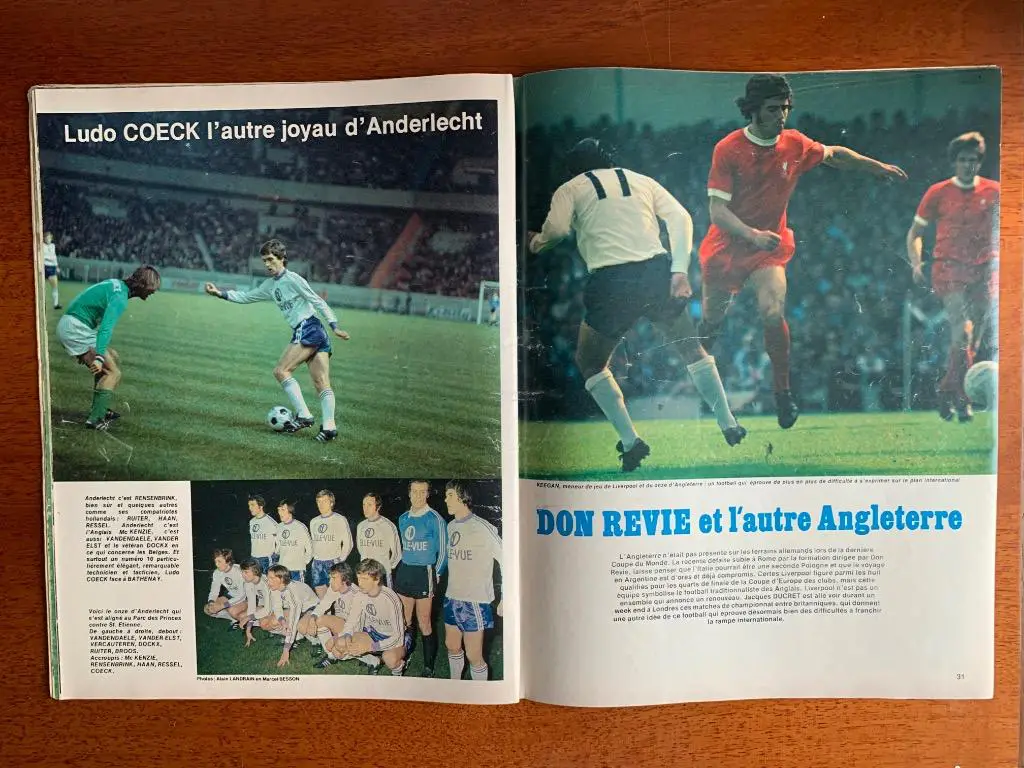 Ludo COECK l'autre joyau d'Anderlecht
Anderlecht c'est RENSENBRINK,
bien sûr et quelques autres
comme ses compatriotes
hollandais : RUITER, HAAN,
RESSEL. Anderlecht c'est
l'Anglais Mc KENZIE, c'est
aussi VANDENDAELE, VANDER
ELST et le vétéran DOCKX en
ce qui concerne les Belges. Et
surtout un numéro 10 particuliè-
rement élégant, remarquable
technicien et tacticien, Ludo
COECK face à BATHENAY.
Voici le onze d'Anderlecht qui
s'est aligné au Parc des Princes
contre St. Etienne.
De gauche à droite, debout :
VANDENDAELE, VANDER ELST,
VERCAUTEREN, DOCKX,
RUITER, BROOS.
Accroupis : Mc KENZIE,
RENSENBRINK, HAAN, RESSEL,
COECK.
BELLE-VUE
Photos : Alain LANDRAIN en Marcel BESSON
11
KEEGAN, meneur de jeu de Liverpool et du onze d'Angleterre : un football qui éprouve de plus en plus de difficulté à s'exprimer sur le plan international
DON REVIE et l'autre Angleterre
L'Angleterre n'était pas présente sur les terrains allemands lors de la dernière
Coupe du Monde. La récente défaite subie à Rome par la formation dirigée par Don
Revie, laisse penser que l'Italie pourrait être une seconde Pologne et que le voyage
en Argentine est d'ores et déjà compromis. Certes Liverpool figure parmi les huit
qualifiés pour les quarts de finale de la Coupe d'Europe des clubs, mais cette
équipe symbolise le football traditionnaliste des Anglais. Liverpool n'est pas un
ensemble qui annonce un renouveau. Jacques DUCRET est allé voir durant un
week end à Londres ces matches de championnat entre britanniques, qui donnent
une autre idée de ce football qui éprouve désormais bien des difficultés à franchir
la rampe internationale.
31